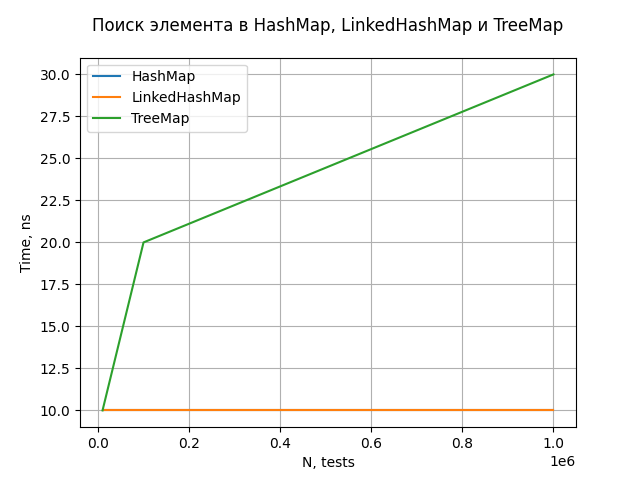 Поиск элемента в HashMap, LinkedHashMap и TreeMap
HashMap
LinkedHashMap
TreeMap
30.0
27.5
25.0
22.5
20.0
17.5
15.0
12.5
10.0
Time, ns
0.0 0.2 0.4 0.6 0.8 1.0
1e6
N, tests